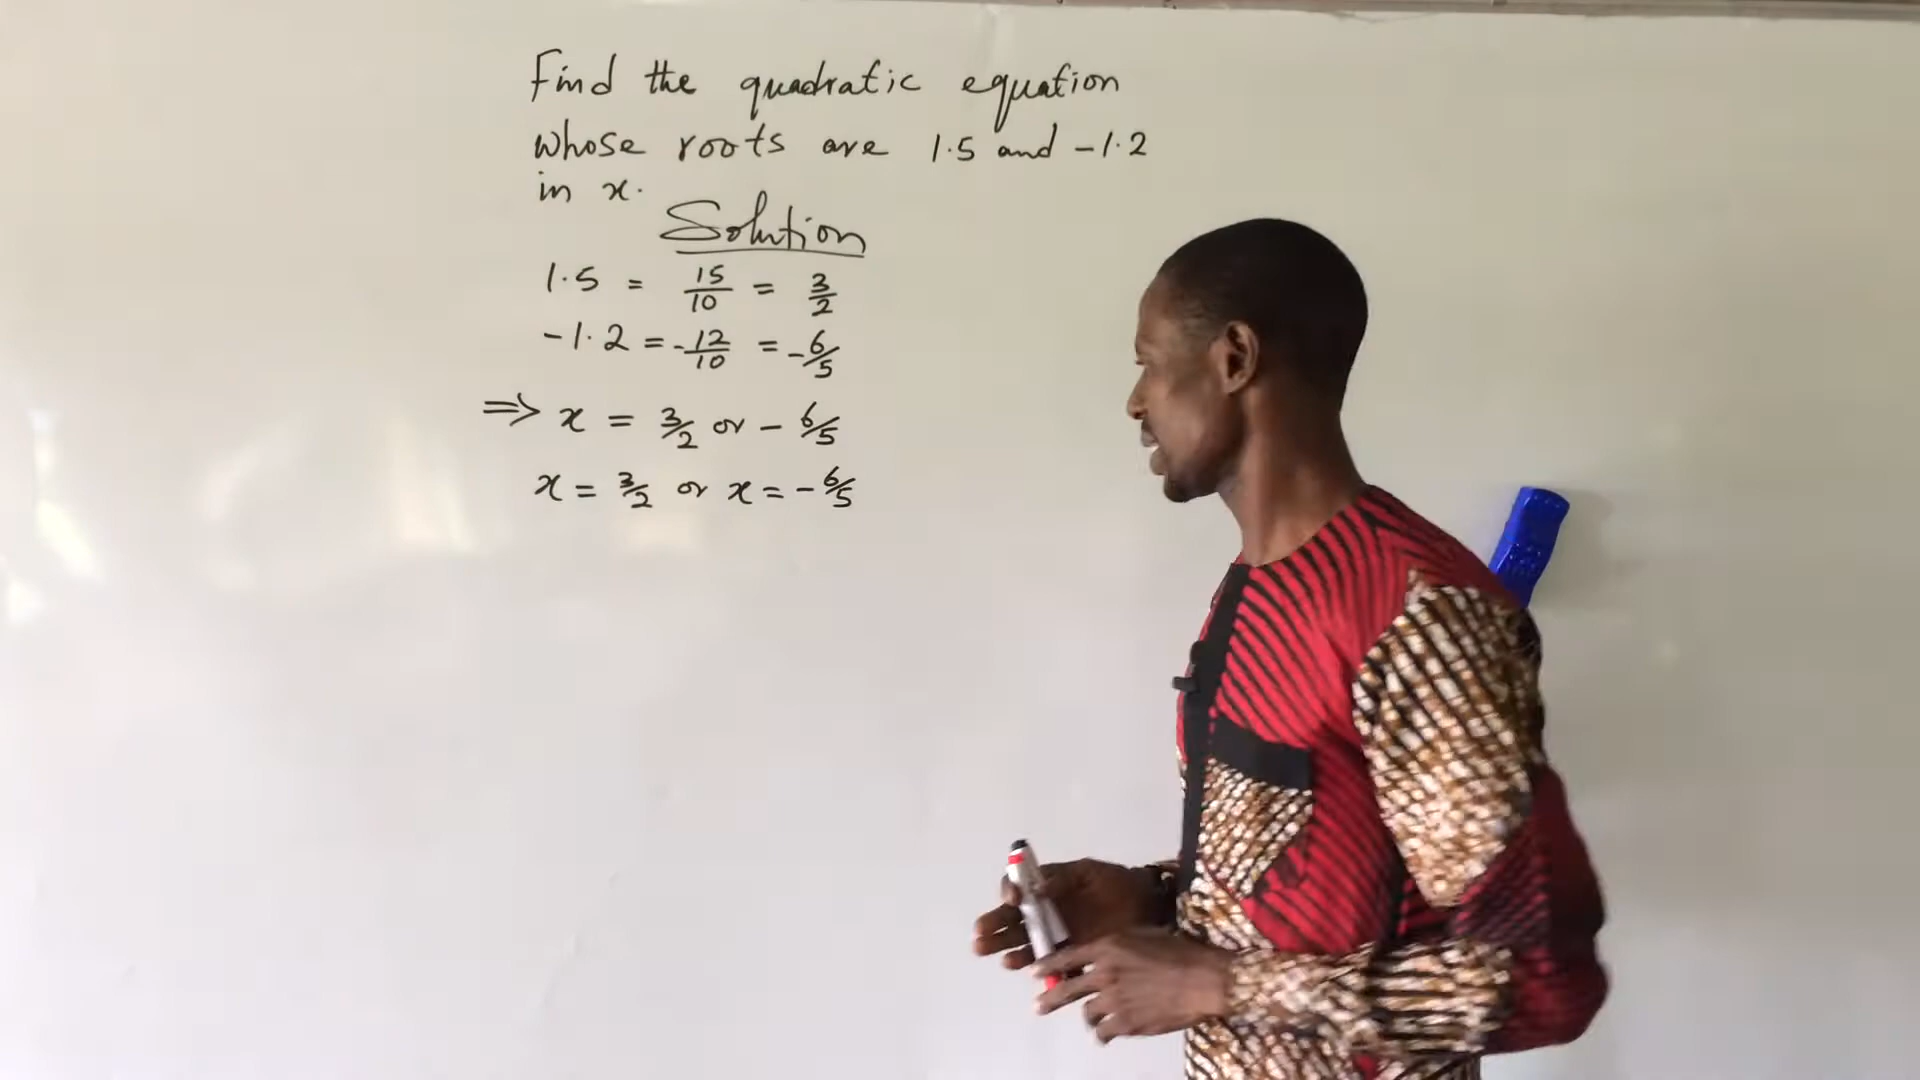 Find the quadratic equation
whose roots are 1.5 and -1.2
in x.
Solution
1.5 = 15/10 = 3/2
-1.2 = -12/10 = -6/5
⇒ x = 3/2 or - 6/5
x = 3/2 or x = - 6/5